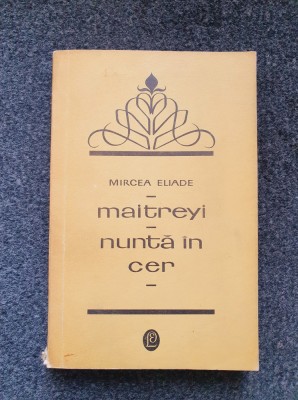 MIRCEA ELIADE
maitreyi
nuntă în
cer